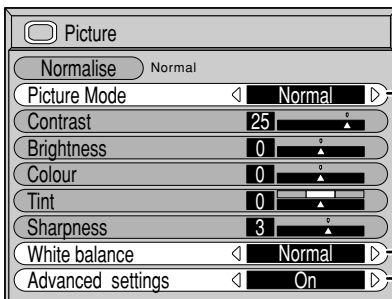 Picture
Normalise Normal
Picture Mode Normal
Contrast 25
Brightness 0
Colour 0
Tint 0
Sharpness 3
White balance Normal
Advanced settings On